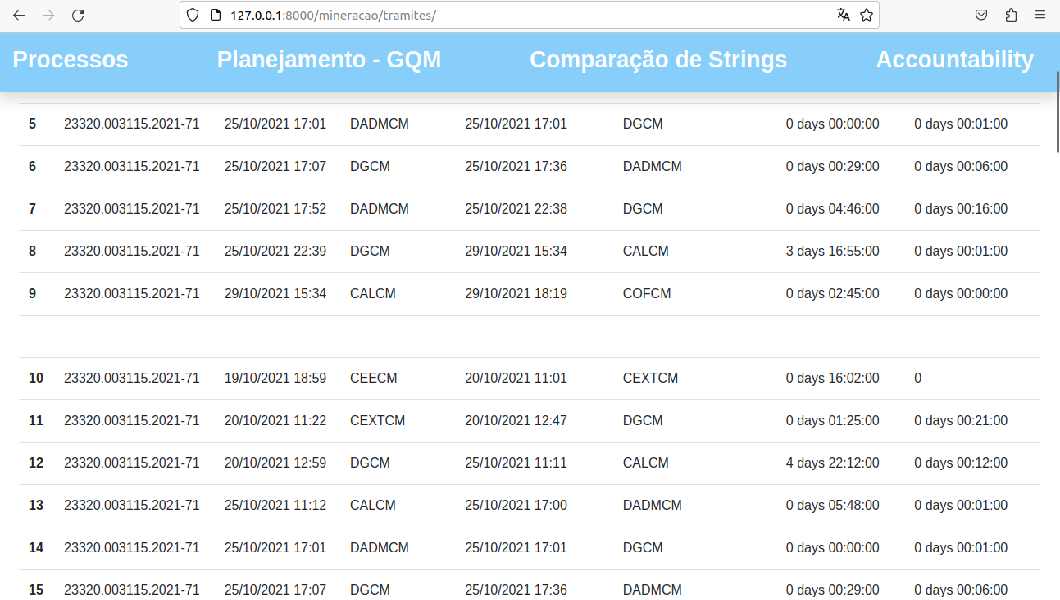 127.0.0.1:8000/mineracao/tramites/
Processos Planejamento - GQM Comparação de Strings Accountability
5 23320.003115.2021-71 25/10/2021 17:01 DADMCM 25/10/2021 17:01 DGCM 0 days 00:00:00 0 days 00:01:00
6 23320.003115.2021-71 25/10/2021 17:07 DGCM 25/10/2021 17:36 DADMCM 0 days 00:29:00 0 days 00:06:00
7 23320.003115.2021-71 25/10/2021 17:52 DADMCM 25/10/2021 22:38 DGCM 0 days 04:46:00 0 days 00:16:00
8 23320.003115.2021-71 25/10/2021 22:39 DGCM 29/10/2021 15:34 CALCM 3 days 16:55:00 0 days 00:01:00
9 23320.003115.2021-71 29/10/2021 15:34 CALCM 29/10/2021 18:19 COFCM 0 days 02:45:00 0 days 00:00:00
10 23320.003115.2021-71 19/10/2021 18:59 CEECM 20/10/2021 11:01 CEXTCM 0 days 16:02:00 0
11 23320.003115.2021-71 20/10/2021 11:22 CEXTCM 20/10/2021 12:47 DGCM 0 days 01:25:00 0 days 00:21:00
12 23320.003115.2021-71 20/10/2021 12:59 DGCM 25/10/2021 11:11 CALCM 4 days 22:12:00 0 days 00:12:00
13 23320.003115.2021-71 25/10/2021 11:12 CALCM 25/10/2021 17:00 DADMCM 0 days 05:48:00 0 days 00:01:00
14 23320.003115.2021-71 25/10/2021 17:01 DADMCM 25/10/2021 17:01 DGCM 0 days 00:00:00 0 days 00:01:00
15 23320.003115.2021-71 25/10/2021 17:07 DGCM 25/10/2021 17:36 DADMCM 0 days 00:29:00 0 days 00:06:00